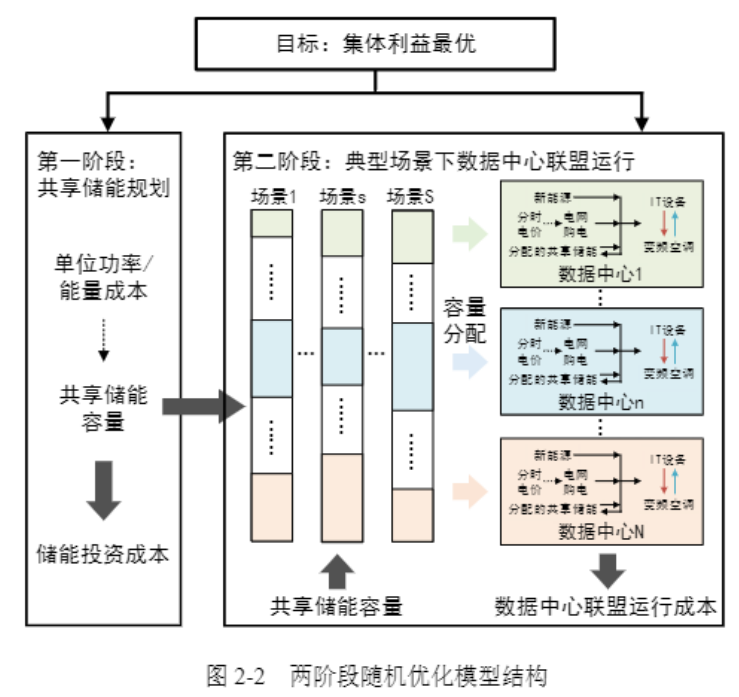 目标：集体利益最优
第一阶段：
共享储能规划
单位功率/
能量成本
共享储能
容量
储能投资成本
第二阶段：典型场景下数据中心联盟运行
场景1
场景s
场景S
容量
分配
共享储能容量
新能源
分时
电价
电网
购电
分配的共享储能
IT设备
变频空调
数据中心1
新能源
分时
电价
电网
购电
分配的共享储能
IT设备
变频空调
数据中心n
新能源
分时
电价
电网
购电
分配的共享储能
IT设备
变频空调
数据中心N
数据中心联盟运行成本
图 2-2 两阶段随机优化模型结构